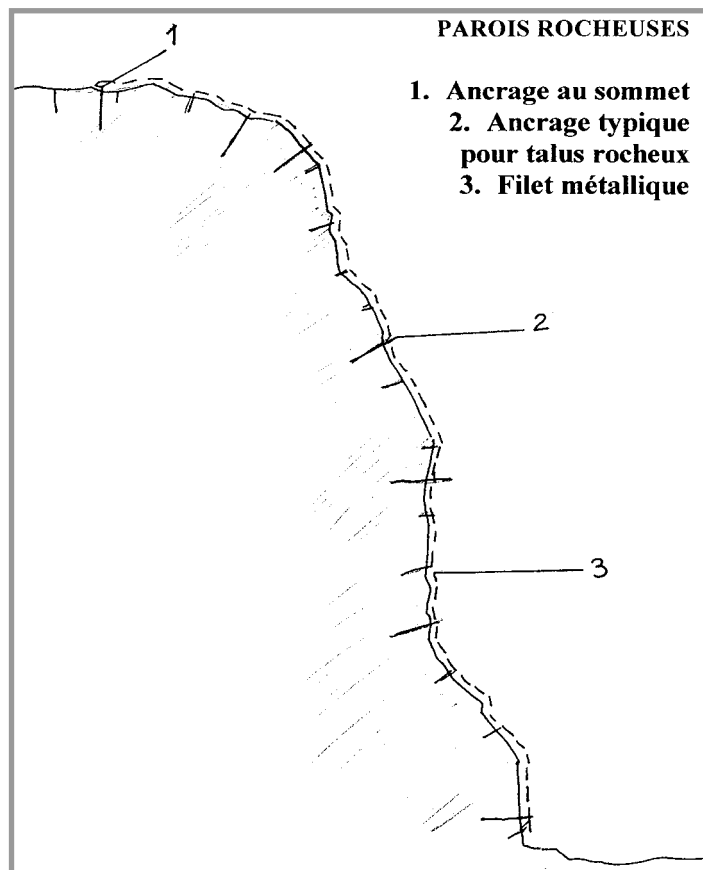 PAROIS ROCHEUSES
1
1. Ancrage au sommet
2. Ancrage typique
pour talus rocheux
3. Filet métallique
2
3